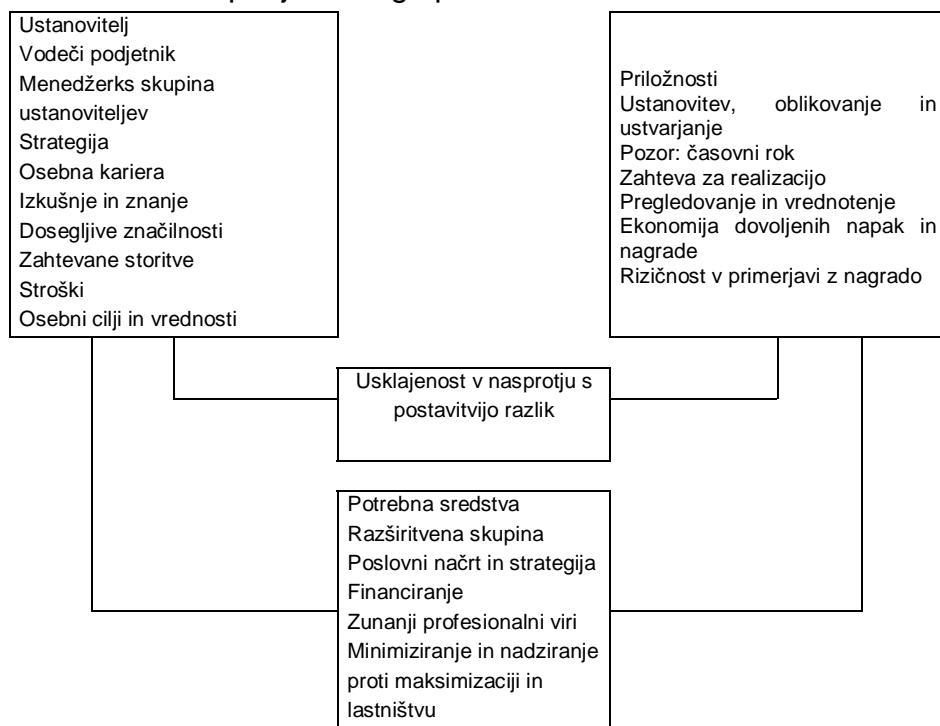 Ustanovitelj
Vodeči podjetnik
Menedžerks skupina
ustanoviteljev
Strategija
Osebna kariera
Izkušnje in znanje
Dosegljive značilnosti
Zahtevane storitve
Stroški
Osebni cilji in vrednosti
Priložnosti
Ustanovitev, oblikovanje in
ustvarjanje
Pozor: časovni rok
Zahteva za realizacijo
Pregledovanje in vrednotenje
Ekonomija dovoljenih napak in
nagrade
Rizičnost v primerjavi z nagrado
Usklajenost v nasprotju s
postavitvijo razlik
Potrebna sredstva
Razširitvena skupina
Poslovni načrt in strategija
Financiranje
Zunanji profesionalni viri
Minimiziranje in nadziranje
proti maksimizaciji in
lastništvu